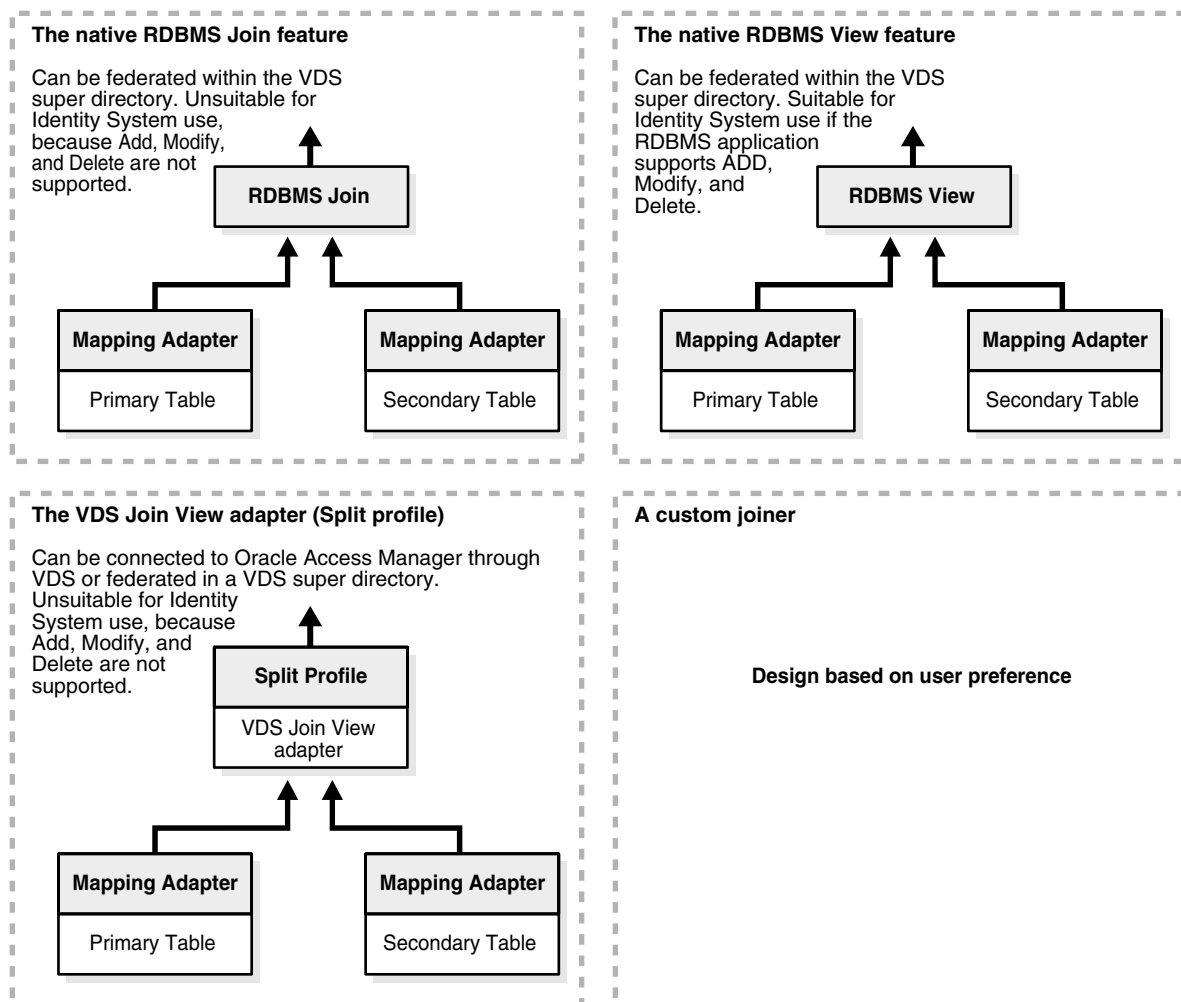 The native RDBMS Join feature
Can be federated within the VDS
super directory. Unsuitable for
Identity System use,
because Add, Modify,
and Delete are not
supported.
RDBMS Join
Mapping Adapter
Primary Table
Mapping Adapter
Secondary Table
The native RDBMS View feature
Can be federated within the VDS
super directory. Suitable for
Identity System use if the
RDBMS application
supports ADD,
Modify, and
Delete.
RDBMS View
Mapping Adapter
Primary Table
Mapping Adapter
Secondary Table
The VDS Join View adapter (Split profile)
Can be connected to Oracle Access Manager through
VDS or federated in a VDS super directory.
Unsuitable for Identity
System use, because
Add, Modify, and
Delete are not
supported.
Split Profile
VDS Join View
adapter
Mapping Adapter
Primary Table
Mapping Adapter
Secondary Table
A custom joiner
Design based on user preference